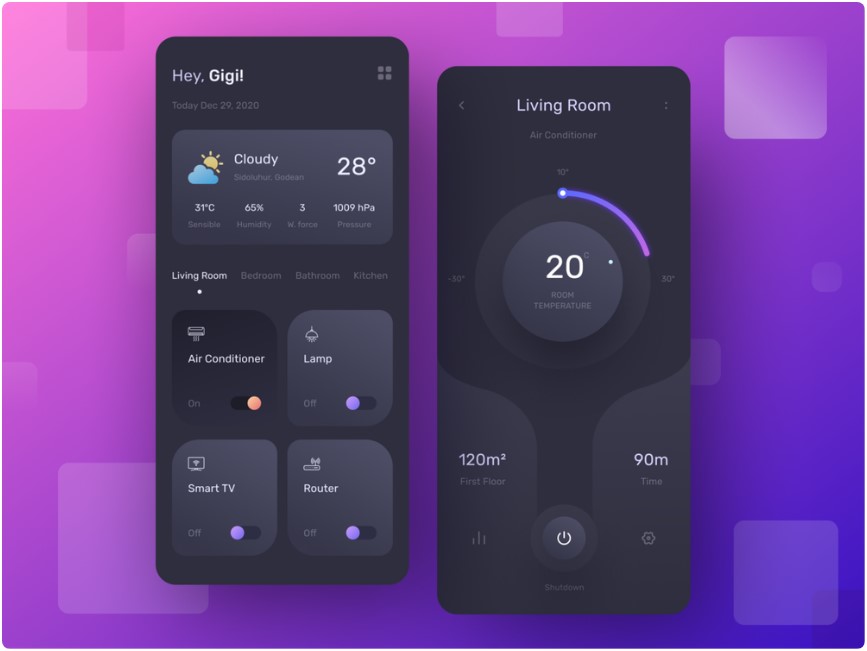 Hey, Gigi!
Today Dec 29, 2020
Cloudy
Sidoluhur, Godean
28°
31°C 65% 3 1009 hPa
Sensible Humidity W. force Pressure
Living Room Bedroom Bathroom Kitchen
Air Conditioner
On
Lamp
Off
Smart TV
Off
Router
Off
Living Room
Air Conditioner
10°
-30°
30°
20°C
ROOM
TEMPERATURE
120m²
First Floor
90m
Time
Shutdown